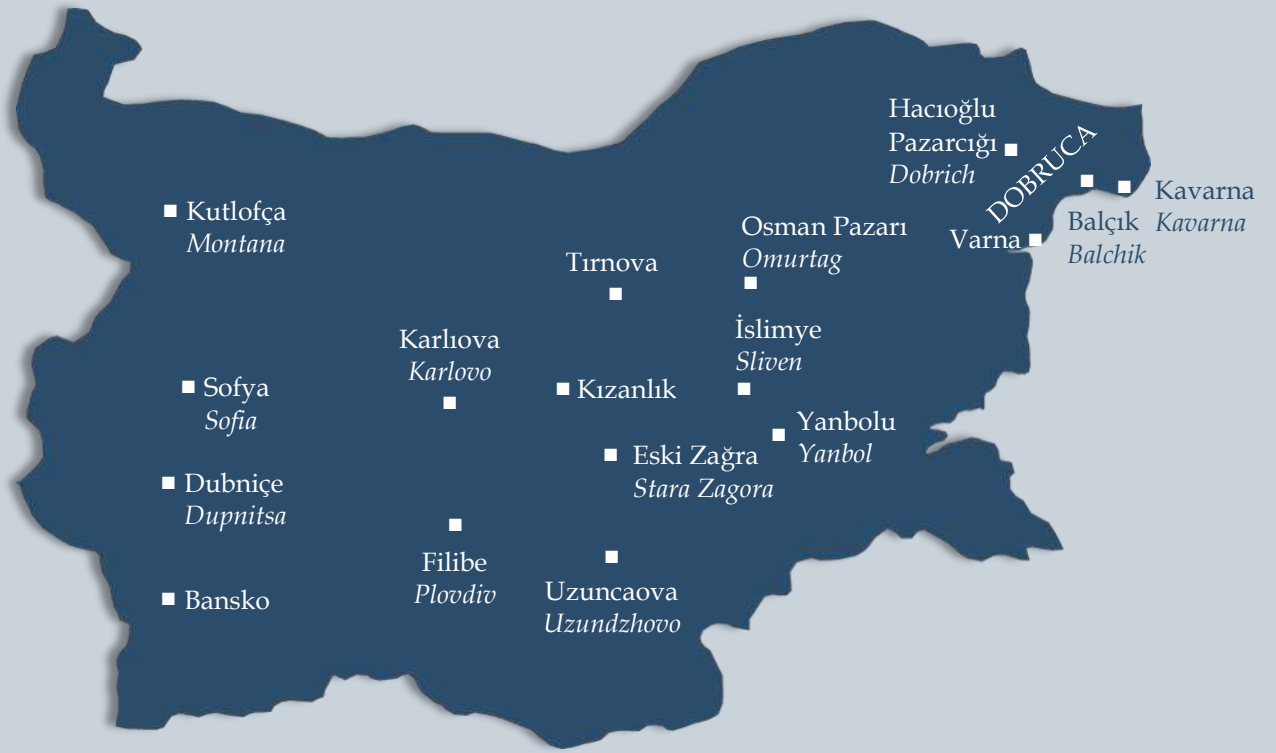 Hacıoğlu
Pazarcığı
Dobrich
DOBRUCA
Kavarna
Kavarna
Balçık
Balchik
Varna
Kutlofça
Montana
Osman Pazarı
Omurtag
Tırnova
İslimye
Sliven
Karlıova
Karlovo
Sofya
Sofia
Kızanlık
Yanbolu
Yanbol
Eski Zağra
Stara Zagora
Dubniçe
Dupnitsa
Filibe
Plovdiv
Uzuncaova
Uzundzhovo
Bansko